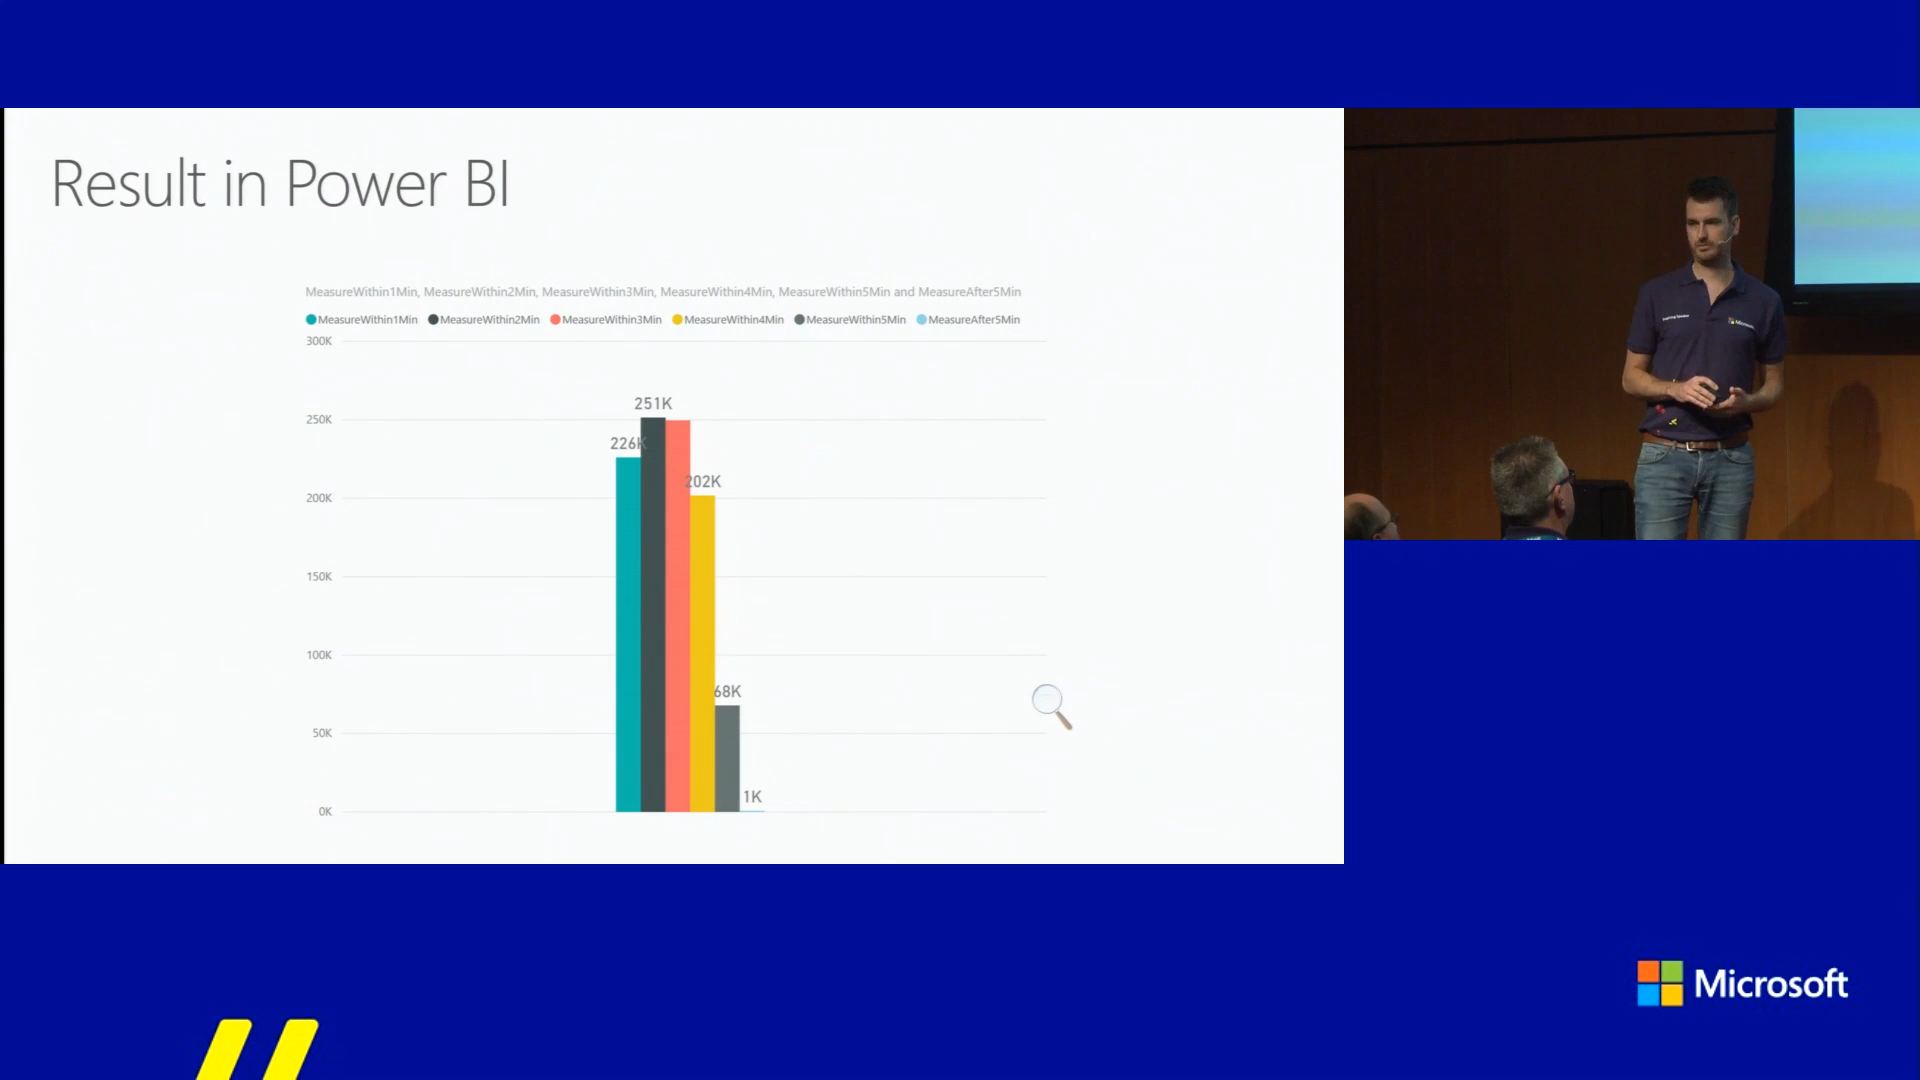 Result in Power BI
MeasureWithin1Min, MeasureWithin2Min, MeasureWithin3Min, MeasureWithin4Min, MeasureWithin5Min and MeasureAfter5Min
MeasureWithin1Min MeasureWithin2Min MeasureWithin3Min MeasureWithin4Min MeasureWithin5Min MeasureAfter5Min
300K
251K
250K
226K
202K
200K
150K
100K
68K
50K
1K
0K
Microsoft
Microsoft